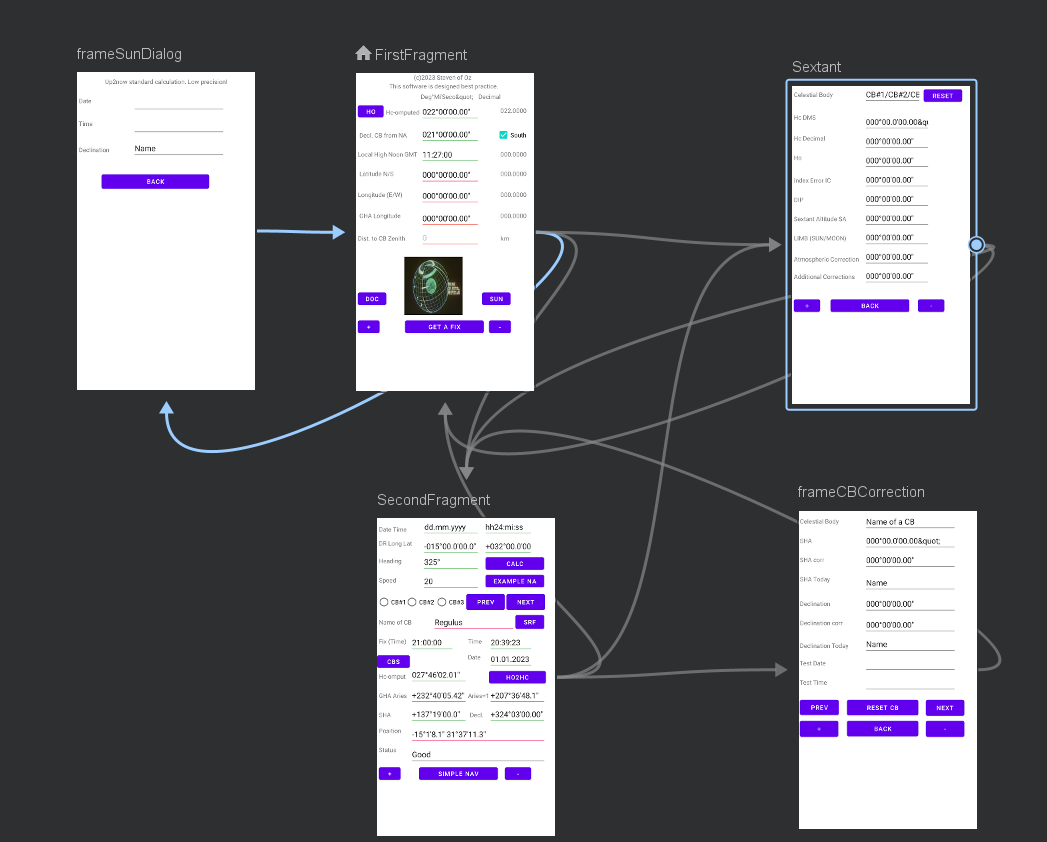 frameSunDialog
Up2now standard calculation. Low precision!
Date
Time
Declination Name
BACK
FirstFragment
(c)2023 Steven of Oz
This software is designed best practice.
Deg°Mi'Sec&quot; Decimal
HO Hc-omputed 022°00'00.00" 022.0000
Decl. CB from NA 021°00'00.00" South
Local High Noon GMT 11:27:00 000.0000
Latitude N/S 000°00'00.00" 000.0000
Longitude (E/W) 000°00'00.00" 000.0000
GHA Longitude 000°00'00.00" 000.0000
Dist. to CB Zenith 0 km
DOC SUN
+ GET A FIX -
Sextant
Celestial Body CB#1/CB#2/CE RESET
Hc DMS 000°00.0'00.00&qu
Hc Decimal 000°00'00.00"
000°00'00.00"
Index Error IC 000°00'00.00"
DIP 000°00'00.00"
Sextant Altitude SA 000°00'00.00"
LIMB (SUN/MOON) 000°00'00.00"
Atmospheric Correction 000°00'00.00"
Additional Corrections 000°00'00.00"
+ BACK -
SecondFragment
Date Time dd.mm.yyyy hh24:mi:ss
DR Long Lat -015°00.0'00.0" +032°00.0'00
Heading 325° CALC
Speed 20 EXAMPLE NA
CB#1 CB#2 CB#3 PREV NEXT
Name of CB Regulus SRF
Fix (Time) 21:00:00 Time 20:39:23
CBS Date 01.01.2023
Hc-omput 027°46'02.01" HO2HC
GHA Aries +232°40'05.42" Aries+1 +207°36'48.1"
SHA +137°19'00.0" Decl. +324°03'00.00"
Position -15°1'8.1" 31°37'11.3"
Status Good
+ SIMPLE NAV -
frameCBCorrection
Celestial Body Name of a CB
SHA 000°00.0'00.00&quot;
SHA corr 000°00'00.00"
SHA Today Name
Declination 000°00'00.00"
Declination corr 000°00'00.00"
Declination Today Name
Test Date
Test Time
PREV RESET CB NEXT
+ BACK -